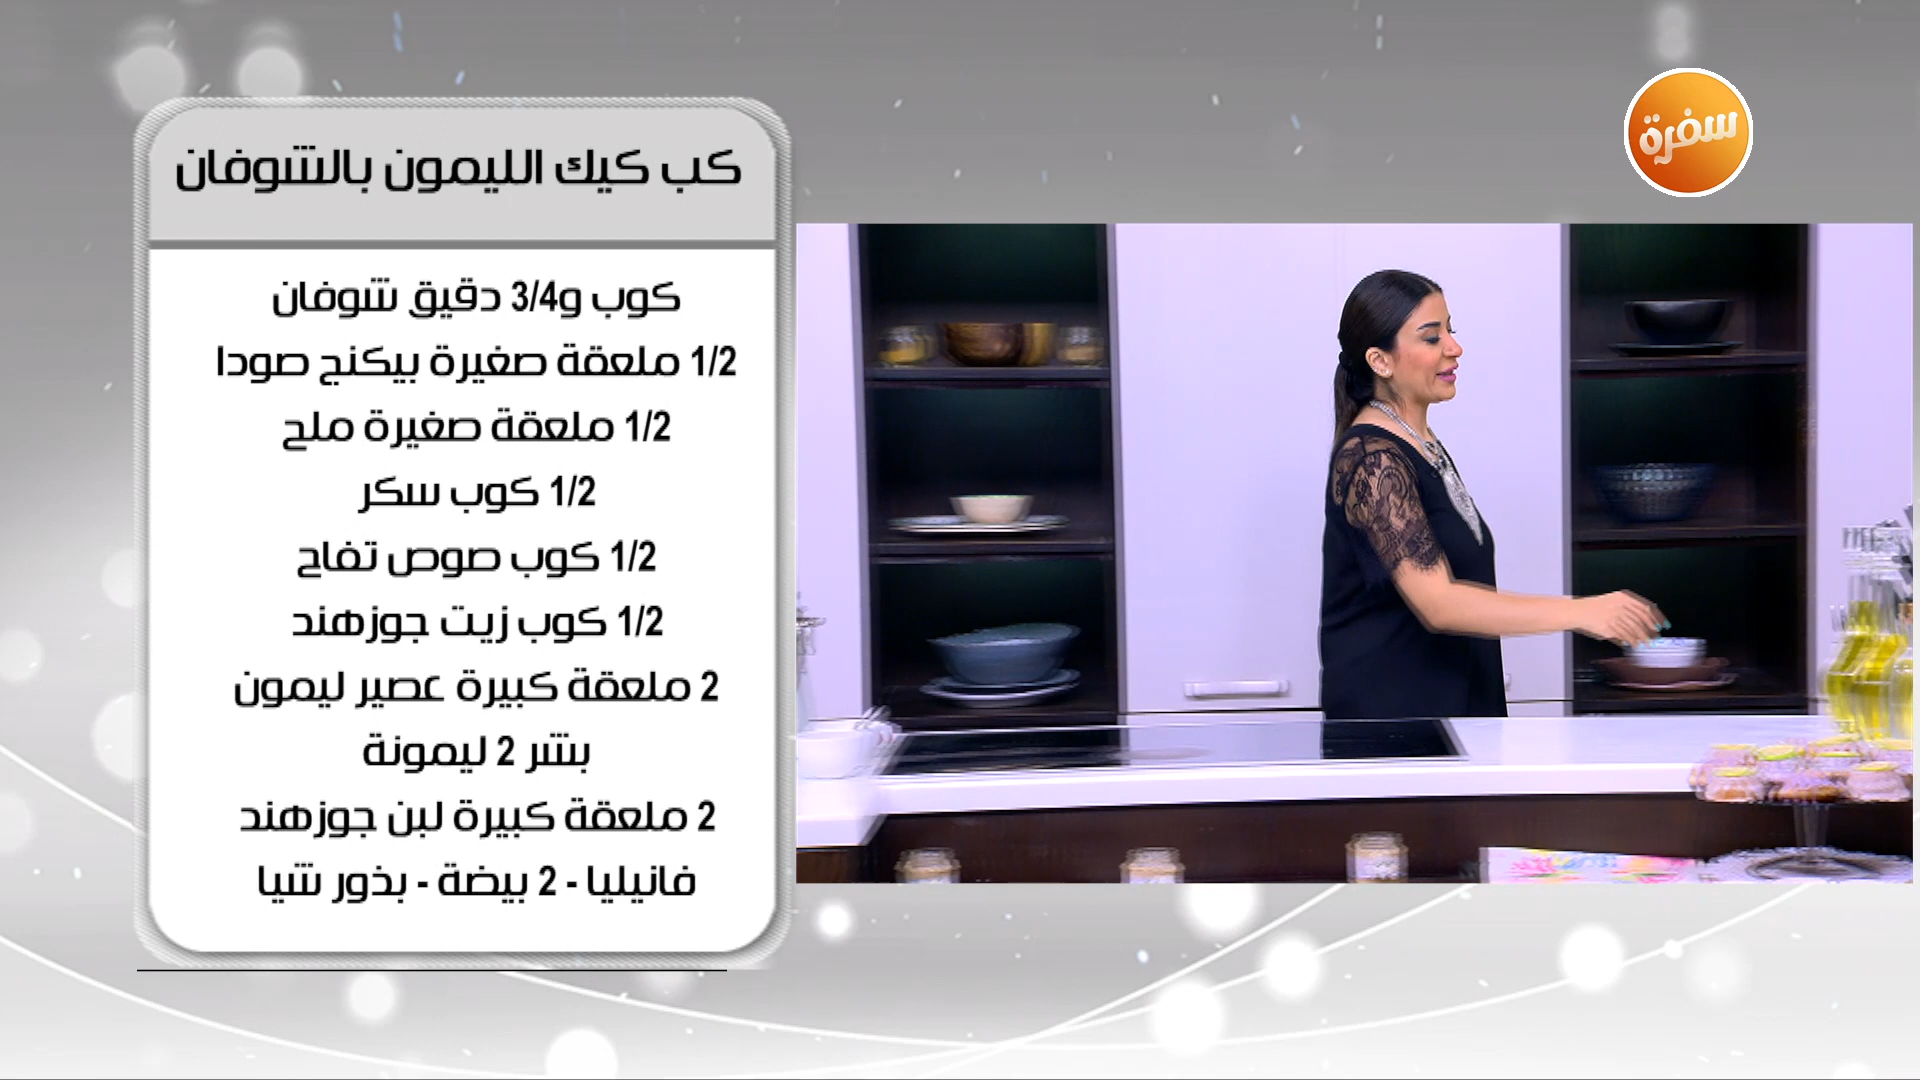 سفرة
كب كيك الليمون بالشوفان
كوب و3/4 دقيق شوفان
1/2 ملعقة صغيرة بيكنج صودا
1/2 ملعقة صغيرة ملح
1/2 كوب سكر
1/2 كوب صوص تفاح
1/2 كوب زيت جوزهند
2 ملعقة كبيرة عصير ليمون
بشر 2 ليمونة
2 ملعقة كبيرة لبن جوزهند
فانيليا - 2 بيضة - بذور شيا